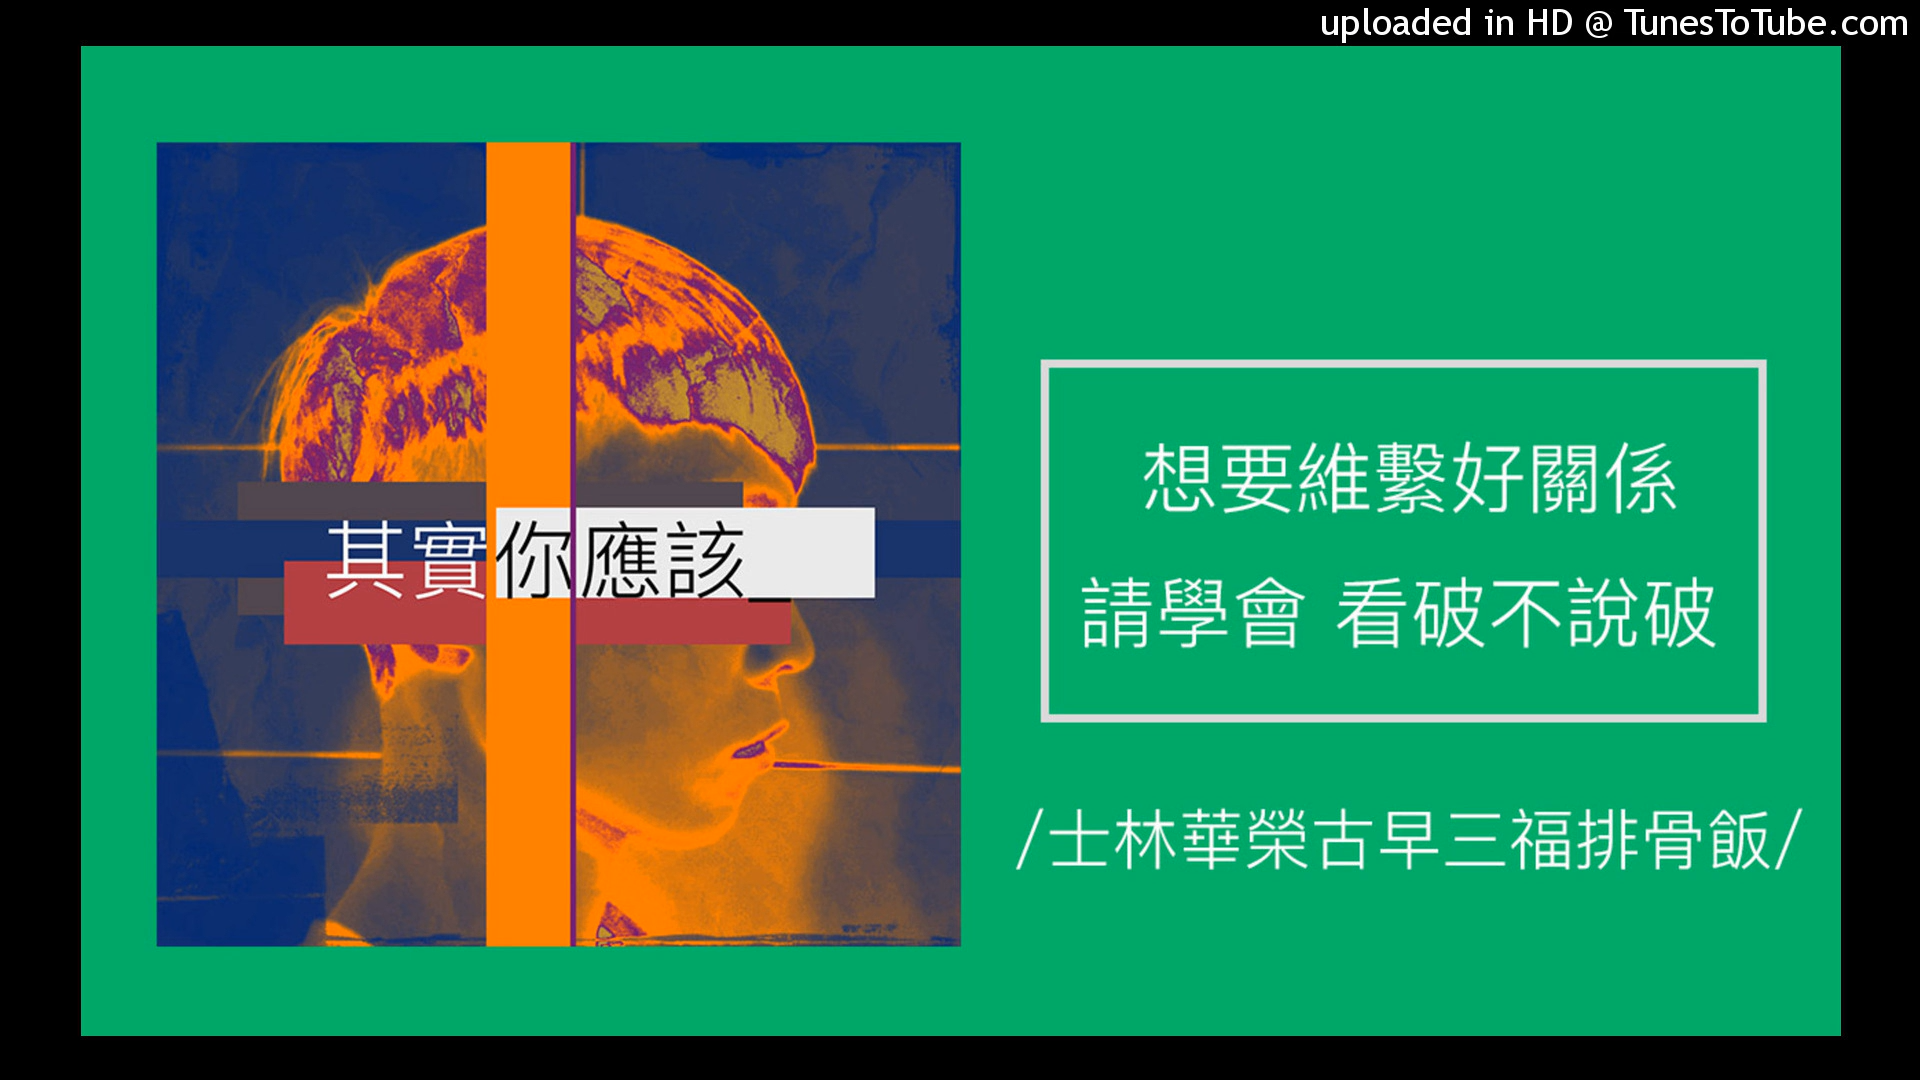 uploaded in HD @ TunesToTube.com
其實你應該_
想要維繫好關係
請學會 看破不說破
/士林華榮古早三福排骨飯/